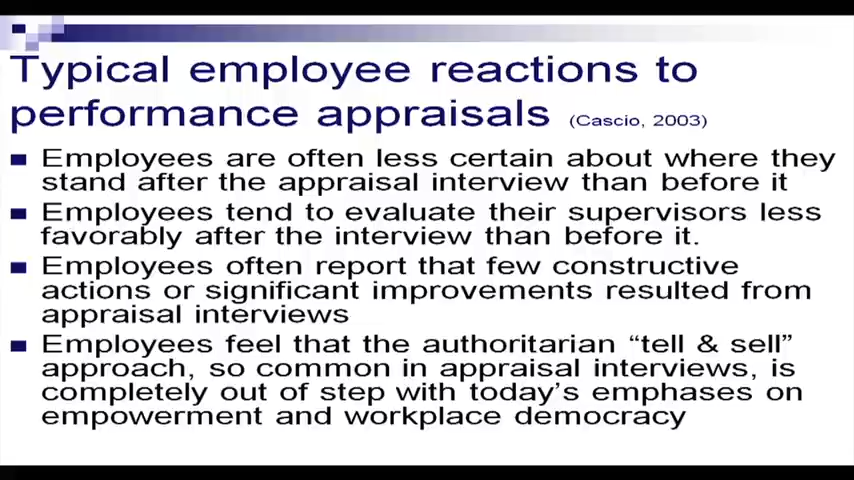 Typical employee reactions to
performance appraisals (Cascio, 2003)
Employees are often less certain about where they
stand after the appraisal interview than before it
Employees tend to evaluate their supervisors less
favorably after the interview than before it.
Employees often report that few constructive
actions or significant improvements resulted from
appraisal interviews
Employees feel that the authoritarian “tell & sell”
approach, so common in appraisal interviews, is
completely out of step with today’s emphases on
empowerment and workplace democracy